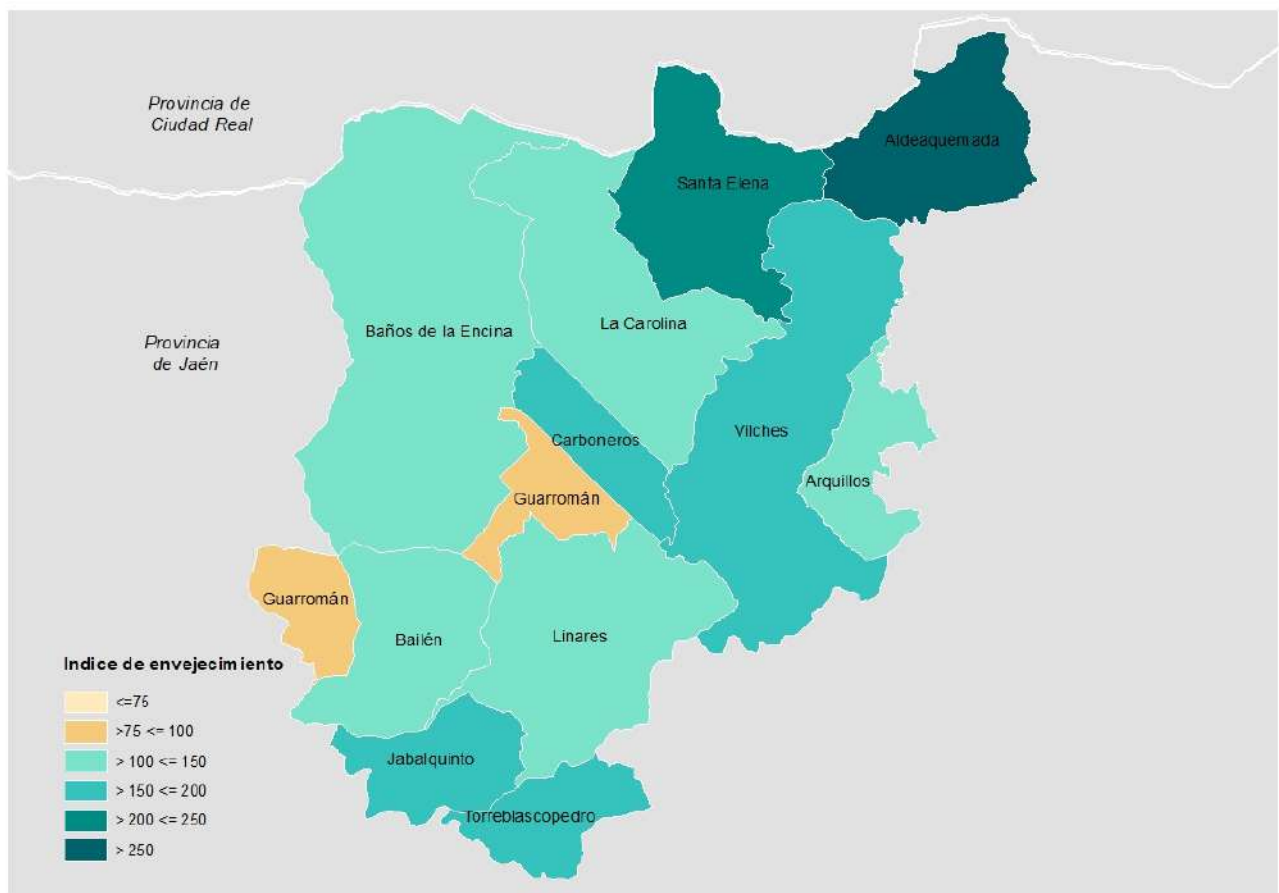 Provincia de
Ciudad Real
Aldeaquemada
Santa Elena
La Carolina
Baños de la Encina
Provincia
de Jaén
Vilches
Carboneros
Arquillos
Guarromán
Guarromán
Bailén
Linares
Jabalquinto
Torreblascopedro
Indice de envejecimiento
<=75
>75 <= 100
> 100 <= 150
> 150 <= 200
> 200 <= 250
> 250